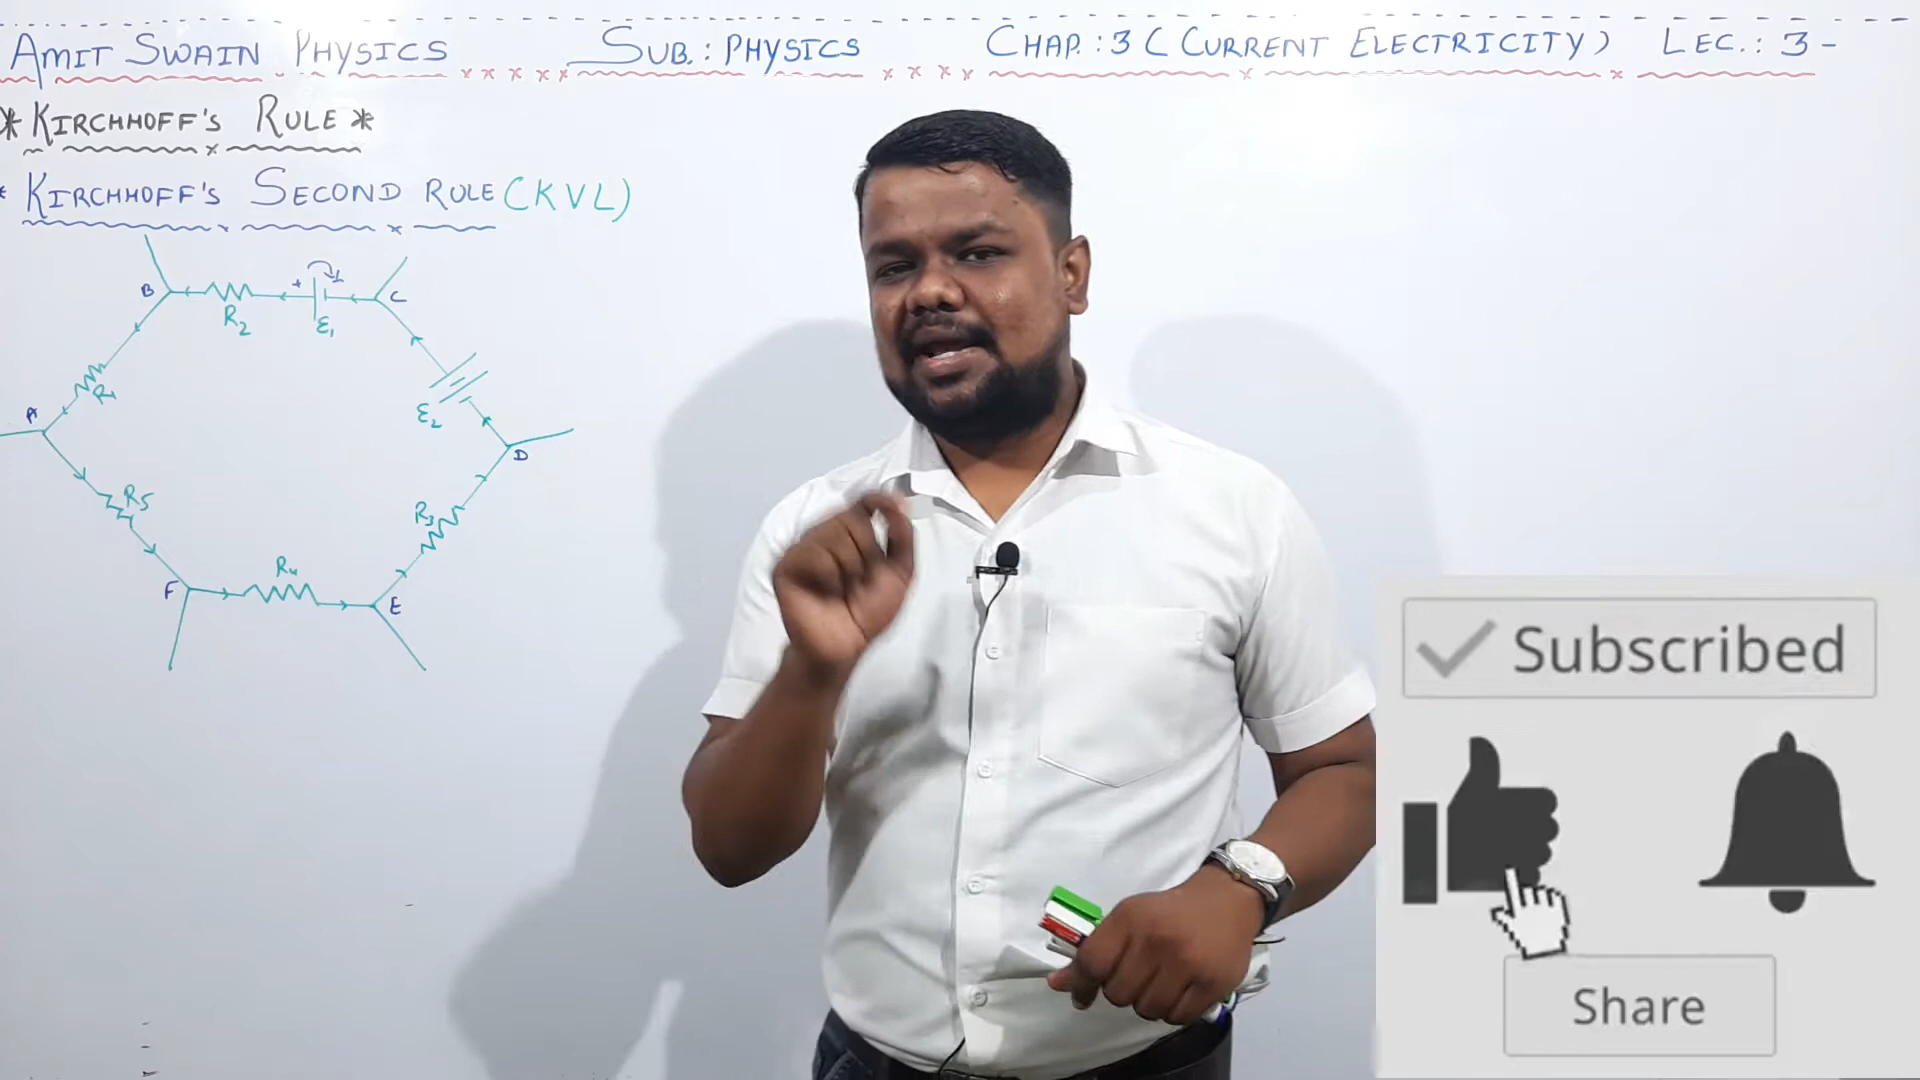 AMIT SWAIN PHYSICS SUB.: PHYSICS CHAP.: 3 ( CURRENT ELECTRICITY ) LEC.: 3 -
* KIRCHHOFF'S RULE *
* KIRCHHOFF'S SECOND RULE (KVL)
B R2 + - ε1 C
R1
ε2
A
D
R5
R3
R4
F E
Subscribed
Share